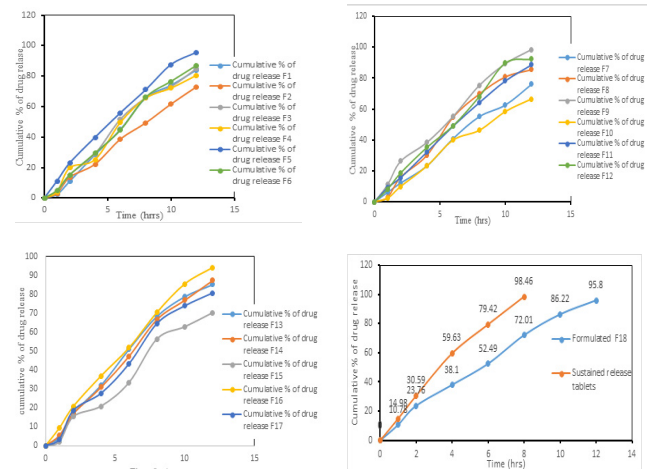 120
100
80
60
40
20
0
0
5
10
15
Time (hrrs)
Cumulative % of drug relase
Cumulative % of
drug release F1
Cumulative % of
drug release F2
Cumulative % of
drug release F3
Cumulative % of
drug release F4
Cumulative % of
drug release F5
Cumulative % of
drug release F6
120
100
80
60
40
20
0
0
5
10
15
Time (hrs)
Cumulative % of drug release
Cumulative % of drug
release F7
Cumulative % of drug
release F8
Cumulative % of drug
release F9
Cumulative % of drug
release F10
Cumulative % of drug
release F11
Cumulative % of drug
release F12
100
90
80
70
60
50
40
30
20
10
0
0
5
10
15
cumulative % of drug release
Cumulative % of drug
release F13
Cumulative % of drug
release F14
Cumulative % of drug
release F15
Cumulative % of drug
release F16
Cumulative % of drug
release F17
120
100
80
60
40
20
0
0
2
4
6
8
10
12
14
Time (hrs)
Cumulative % of drug release
14.98
10.78
30.59
23.76
59.63
38.1
79.42
52.49
98.46
72.01
86.22
95.8
Formulated F18
Sustained release
tablets